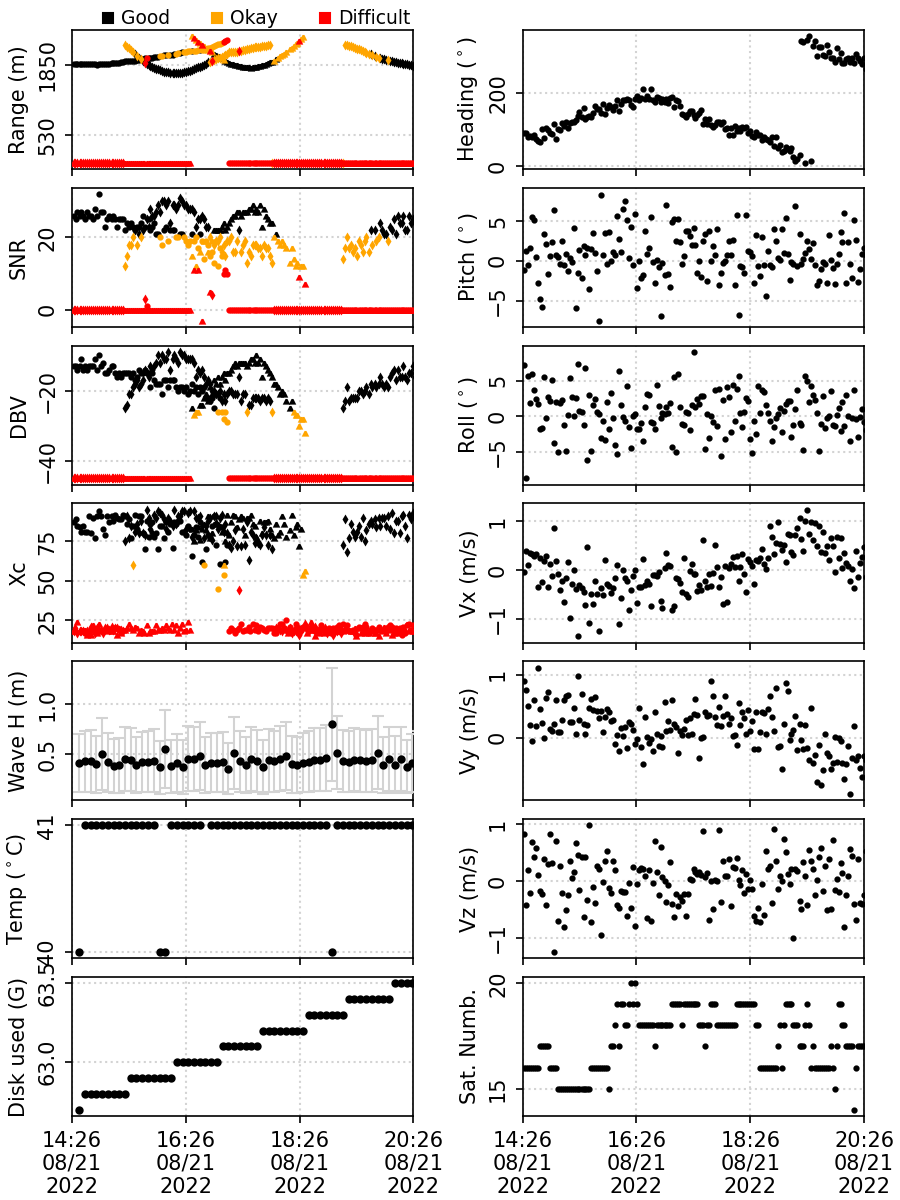 Good Okay Difficult
Range (m)
1850
530
Heading (°)
200
0
SNR
20
0
Pitch (°)
5
0
−5
DBV
−20
−40
Roll (°)
5
0
−5
Xc
75
50
25
Vx (m/s)
1
0
−1
Wave H (m)
1.0
0.5
Vy (m/s)
1
0
Temp (°C)
41
40
Vz (m/s)
1
0
−1
Disk used (G)
63.5
63.0
Sat. Numb.
20
15
14:26 16:26 18:26 20:26 14:26 16:26 18:26 20:26
08/21 08/21 08/21 08/21 08/21 08/21 08/21 08/21
2022 2022 2022 2022 2022 2022 2022 2022